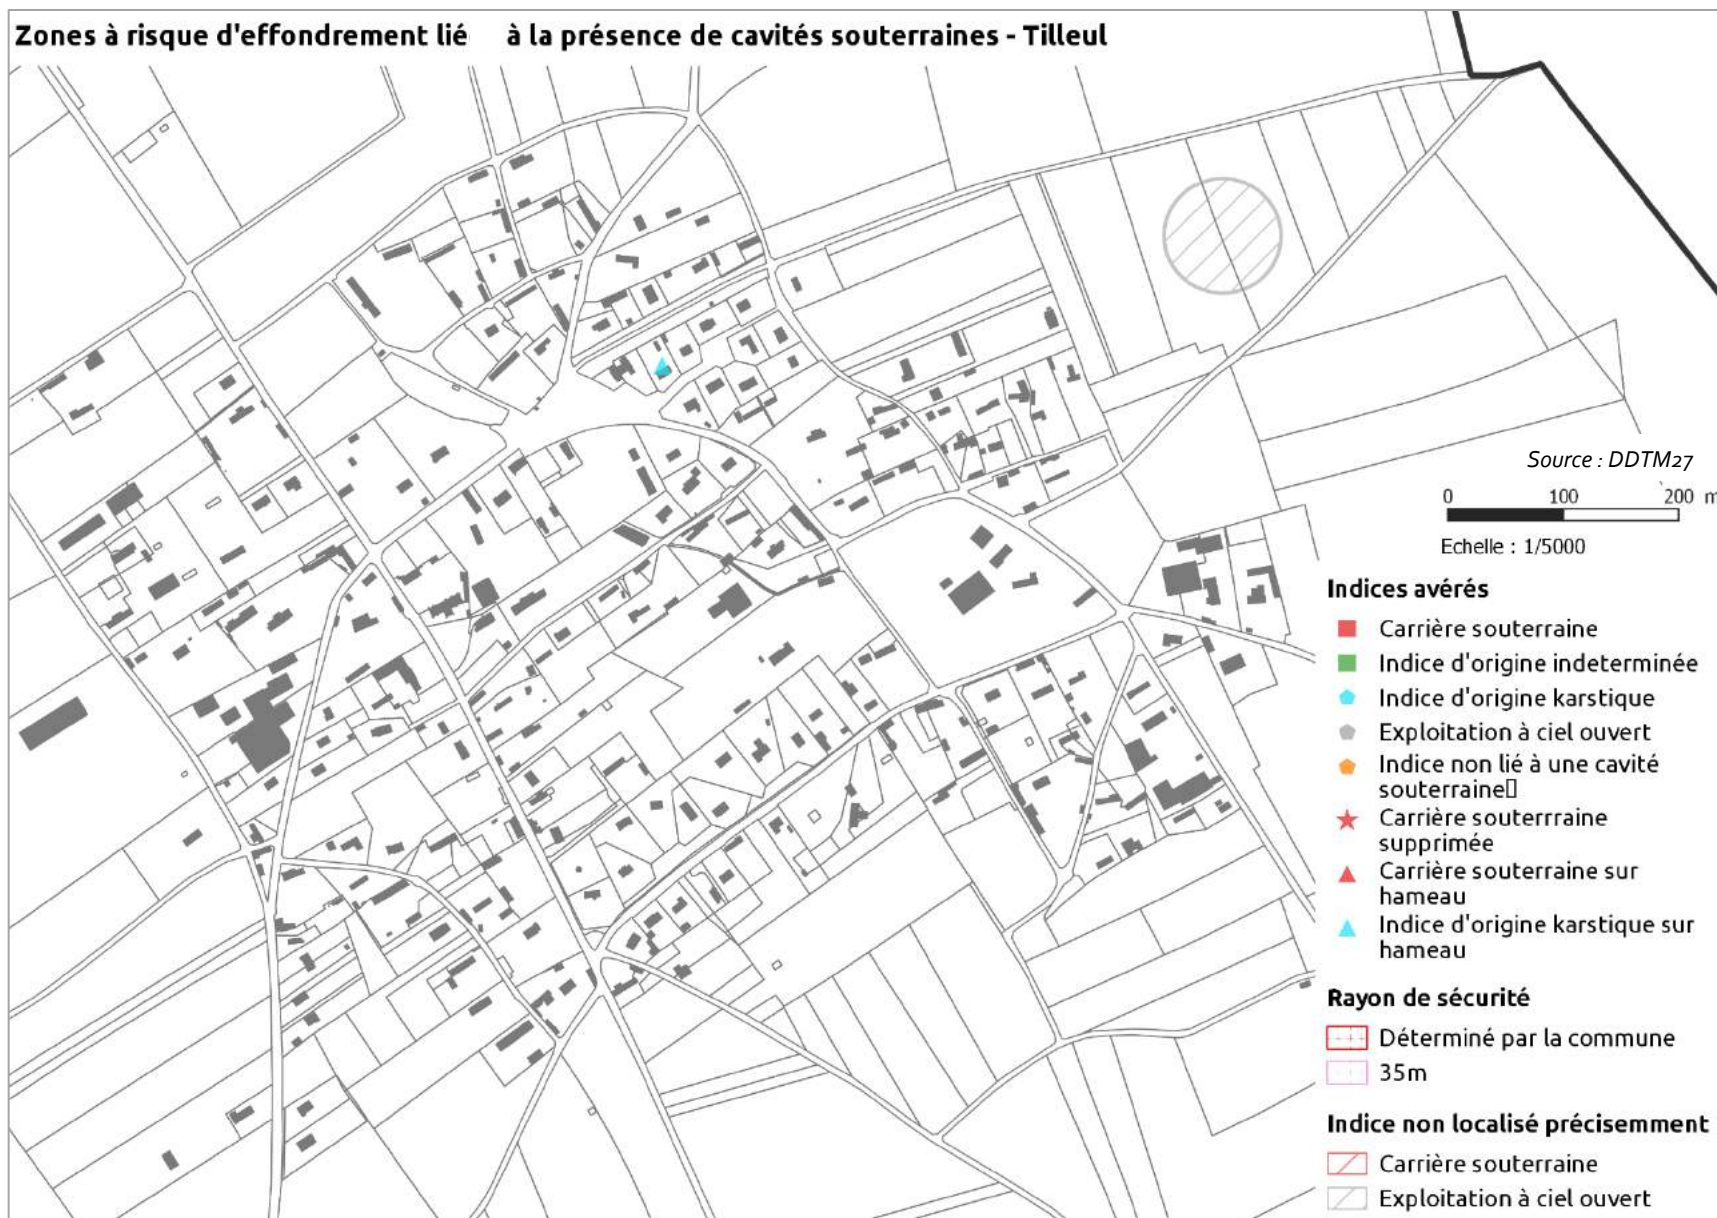 Zones à risque d'effondrement lié à la présence de cavités souterraines - Tilleul
Source : DDTM27
0 100 200 m
Echelle : 1/5000
Indices avérés
Carrière souterraine
Indice d'origine indeterminée
Indice d'origine karstique
Exploitation à ciel ouvert
Indice non lié à une cavité
souterraine▯
Carrière souterrraine
supprimée
Carrière souterraine sur
hameau
Indice d'origine karstique sur
hameau
Rayon de sécurité
Déterminé par la commune
35m
Indice non localisé précisemment
Carrière souterraine
Exploitation à ciel ouvert